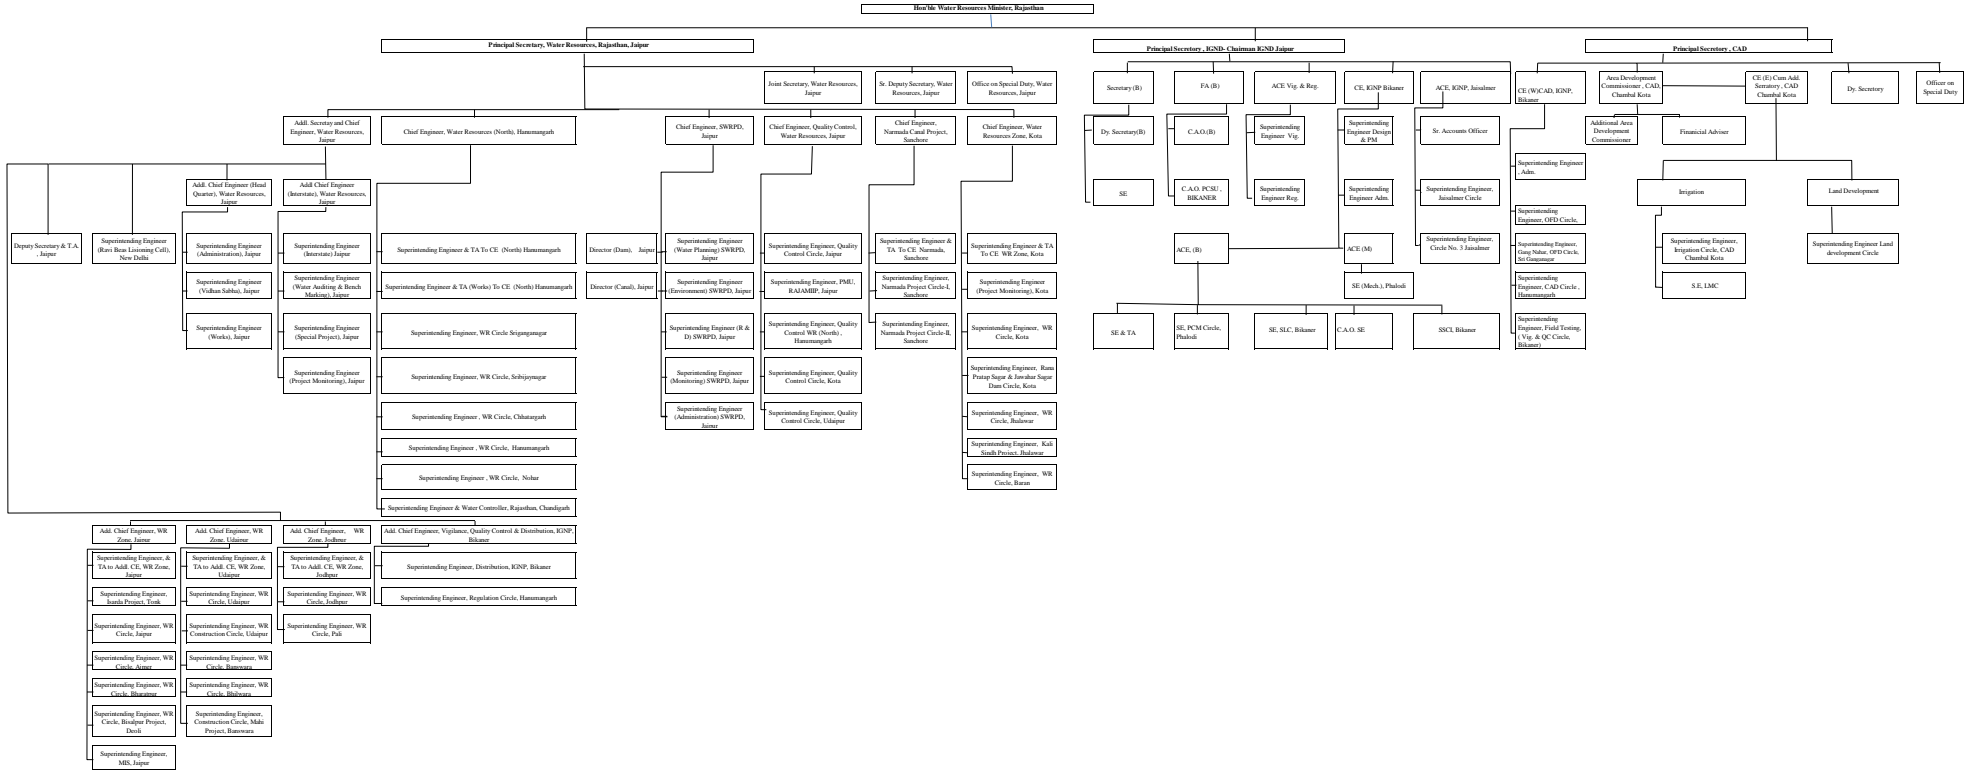 Hon'ble Water Resources Minister, Rajasthan
Principal Secretary, Water Resources, Rajasthan, Jaipur
Principal Secretory , IGND- Chairman IGND Jaipur
Principal Secretory , CAD
Joint Secretary, Water Resources,
Jaipur
Sr. Deputy Secretary, Water
Resources, Jaipur
Office on Special Duty, Water
Resources, Jaipur
Secretary (B)
FA (B)
ACE Vig. & Reg.
CE, IGNP Bikaner
ACE, IGNP, Jaisalmer
CE (W)CAD, IGNP,
Bikaner
Area Development
Commissioner , CAD,
Chambal Kota
CE (E) Cum Add.
Serratory , CAD
Chambal Kota
Dy. Secretary
Officer on
Special Duty
Addl. Secretay and Chief
Engineer, Water Resources,
Jaipur
Chief Engineer, Water Resources (North), Hanumangarh
Chief Engineer, SWRPD,
Jaipur
Chief Engineer, Quality Control,
Water Resources, Jaipur
Chief Engineer,
Narmada Canal Project,
Sanchore
Chief Engineer, Water
Resources Zone, Kota
Dy. Secretary(B)
C.A.O.(B)
Superintending
Engineer Vig.
Superintending
Engineer Design
& PM
Sr. Accounts Officer
Additional Area
Development
Commissioner
Finanicial Adviser
Superintending Engineer
, Adm.
Addl. Chief Engineer (Head
Quarter), Water Resources,
Jaipur
Addl Chief Engineer
(Interstate), Water Resources,
Jaipur
SE
C.A.O. PCSU ,
BIKANER
Superintending
Engineer Reg.
Superintending
Engineer Adm.
Superintending Engineer,
Jaisalmer Circle
Irrigation
Land Development
Superintending
Engineer, OFD Circle,
Deputy Secretary & T.A.
, Jaipur
Superintending Engineer
(Ravi Beas Lisioning Cell),
New Delhi
Superintending Engineer
(Administration), Jaipur
Superintending Engineer
(Interstate) Jaipur
Superintending Engineer & TA To CE (North) Hanumangarh
Director (Dam), Jaipur
Superintending Engineer
(Water Planning) SWRPD,
Jaipur
Superintending Engineer, Quality
Control Circle, Jaipur
Superintending Engineer &
TA To CE Narmada,
Sanchore
Superintending Engineer & TA
To CE WR Zone, Kota
ACE, (B)
ACE (M)
Superintending Engineer,
Circle No. 3 Jaisalmer
Superintending Engineer,
Gang Nahar, OFD Circle,
Sri Ganganagar
Superintending Engineer,
Irrigation Circle, CAD
Chambal Kota
Superintending Engineer Land
development Circle
Superintending Engineer
(Vidhan Sabha), Jaipur
Superintending Engineer
(Water Auditing & Bench
Marking), Jaipur
Superintending Engineer & TA (Works) To CE (North) Hanumangarh
Director (Canal), Jaipur
Superintending Engineer
(Environment) SWRPD, Jaipur
Superintending Engineer, PMU,
RAJAMIIP, Jaipur
Superintending Engineer,
Narmada Project Circle-I,
Sanchore
Superintending Engineer
(Project Monitoring), Kota
SE (Mech.), Phalodi
Superintending
Engineer, CAD Circle ,
Hanumangarh
S.E, LMC
Superintending Engineer
(Works), Jaipur
Superintending Engineer
(Special Project), Jaipur
Superintending Engineer, WR Circle Sriganganagar
Superintending Engineer (R &
D) SWRPD, Jaipur
Superintending Engineer, Quality
Control WR (North) ,
Hanumangarh
Superintending Engineer,
Narmada Project Circle-II,
Sanchore
Superintending Engineer, WR
Circle, Kota
SE & TA
SE, PCM Circle,
Phalodi
SE, SLC, Bikaner
C.A.O. SE
SSCI, Bikaner
Superintending
Engineer, Field Testing,
( Vig. & QC Circle,
Bikaner)
Superintending Engineer
(Project Monitoring), Jaipur
Superintending Engineer, WR Circle, Sribijaynagar
Superintending Engineer
(Monitoring) SWRPD, Jaipur
Superintending Engineer, Quality
Control Circle, Kota
Superintending Engineer, Rana
Pratap Sagar & Jawahar Sagar
Dam Circle, Kota
Superintending Engineer , WR Circle, Chhatargarh
Superintending Engineer
(Administration) SWRPD,
Jaipur
Superintending Engineer, Quality
Control Circle, Udaipur
Superintending Engineer, WR
Circle, Jhalawar
Superintending Engineer , WR Circle, Hanumangarh
Superintending Engineer, Kali
Sindh Project, Jhalawar
Superintending Engineer , WR Circle, Nohar
Superintending Engineer, WR
Circle, Baran
Superintending Engineer & Water Controller, Rajasthan, Chandigarh
Add. Chief Engineer, WR
Zone, Jaipur
Add. Chief Engineer, WR
Zone, Udaipur
Add. Chief Engineer, WR
Zone, Jodhpur
Add. Chief Engineer, Vigilance, Quality Control & Distribution, IGNP,
Bikaner
Superintending Engineer, &
TA to Addl. CE, WR Zone,
Jaipur
Superintending Engineer, &
TA to Addl. CE, WR Zone,
Udaipur
Superintending Engineer, &
TA to Addl. CE, WR Zone,
Jodhpur
Superintending Engineer, Distribution, IGNP, Bikaner
Superintending Engineer,
Isarda Project, Tonk
Superintending Engineer, WR
Circle, Udaipur
Superintending Engineer, WR
Circle, Jodhpur
Superintending Engineer, Regulation Circle, Hanumangarh
Superintending Engineer, WR
Circle, Jaipur
Superintending Engineer, WR
Construction Circle, Udaipur
Superintending Engineer, WR
Circle, Pali
Superintending Engineer, WR
Circle, Ajmer
Superintending Engineer, WR
Circle, Banswara
Superintending Engineer, WR
Circle, Bharatpur
Superintending Engineer, WR
Circle, Bhilwara
Superintending Engineer, WR
Circle, Bisalpur Project,
Deoli
Superintending Engineer,
Construction Circle, Mahi
Project, Banswara
Superintending Engineer,
MIS, Jaipur